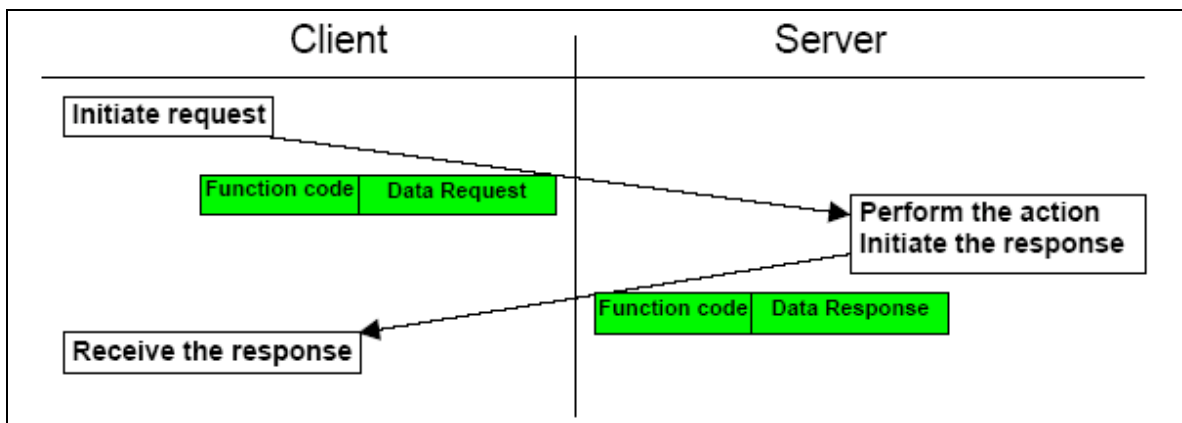 Client
Server
Initiate request
Function code
Data Request
Perform the action
Initiate the response
Function code
Data Response
Receive the response